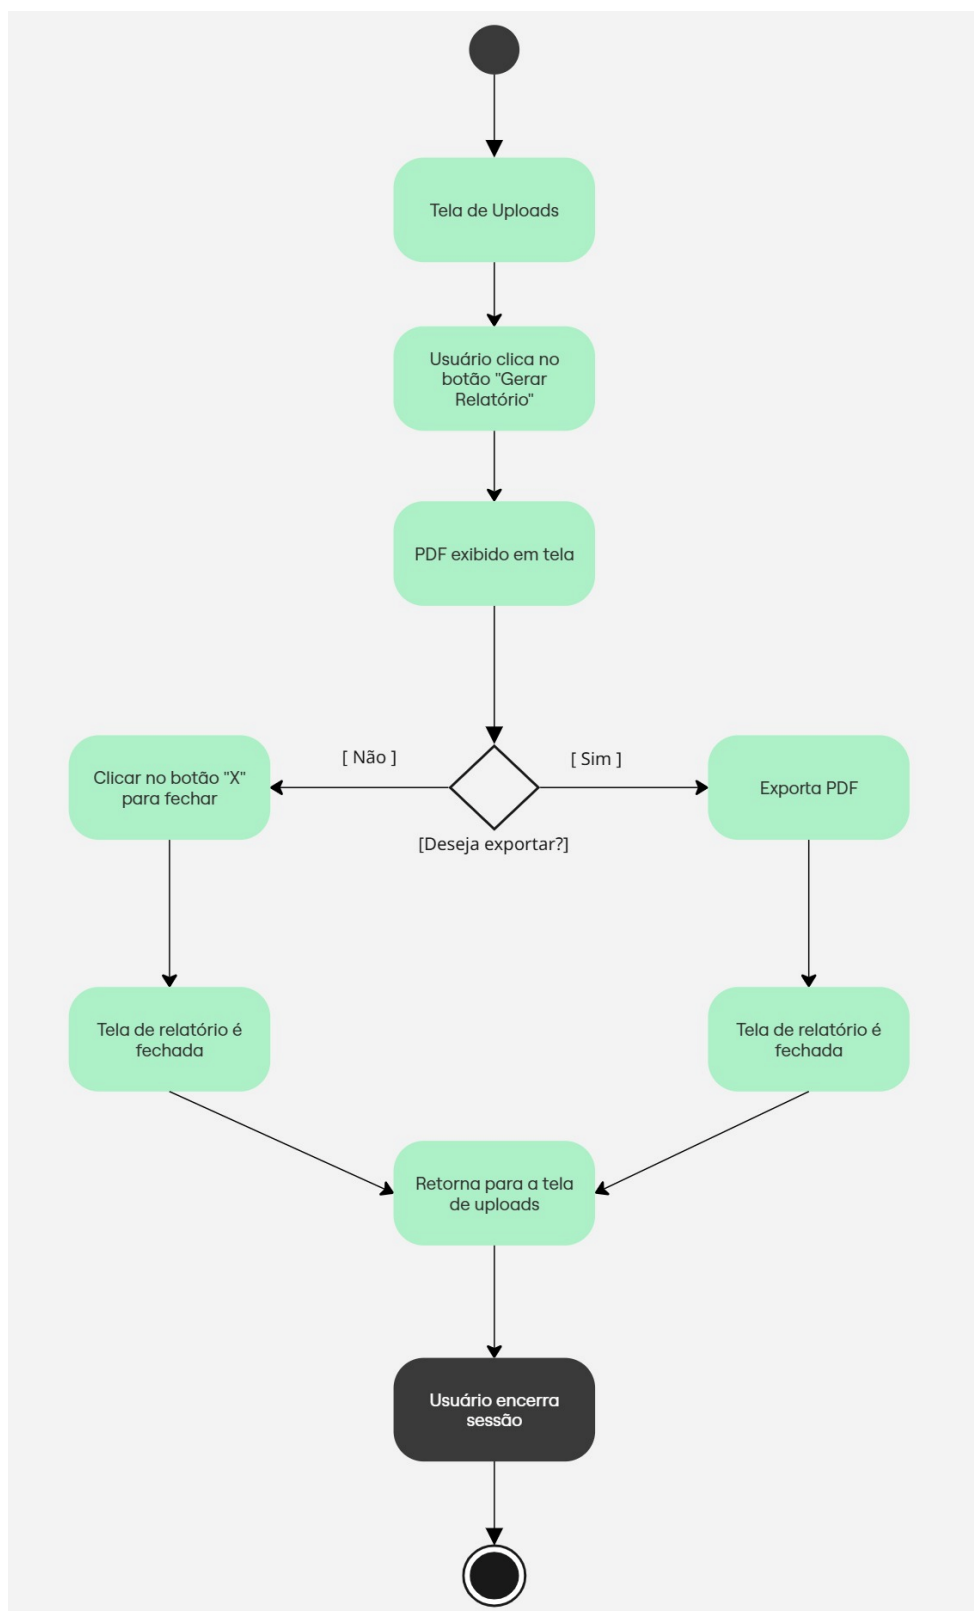 Tela de Uploads
Usuário clica no
botão "Gerar
Relatório"
PDF exibido em tela
[ Não ]
[ Sim ]
Clicar no botão "X"
para fechar
Exporta PDF
[Deseja exportar?]
Tela de relatório é
fechada
Tela de relatório é
fechada
Retorna para a tela
de uploads
Usuário encerra
sessão